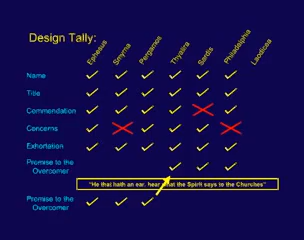 Design Tally:
Ephesus
Smyrna
Pergamos
Thyatira
Sardis
Philadelphia
Laodicea
Name
Title
Commendation
Concerns
Exhortation
Promise to the
Overcomer
"He that hath an ear, hear what the Spirit says to the Churches"
Promise to the
Overcomer